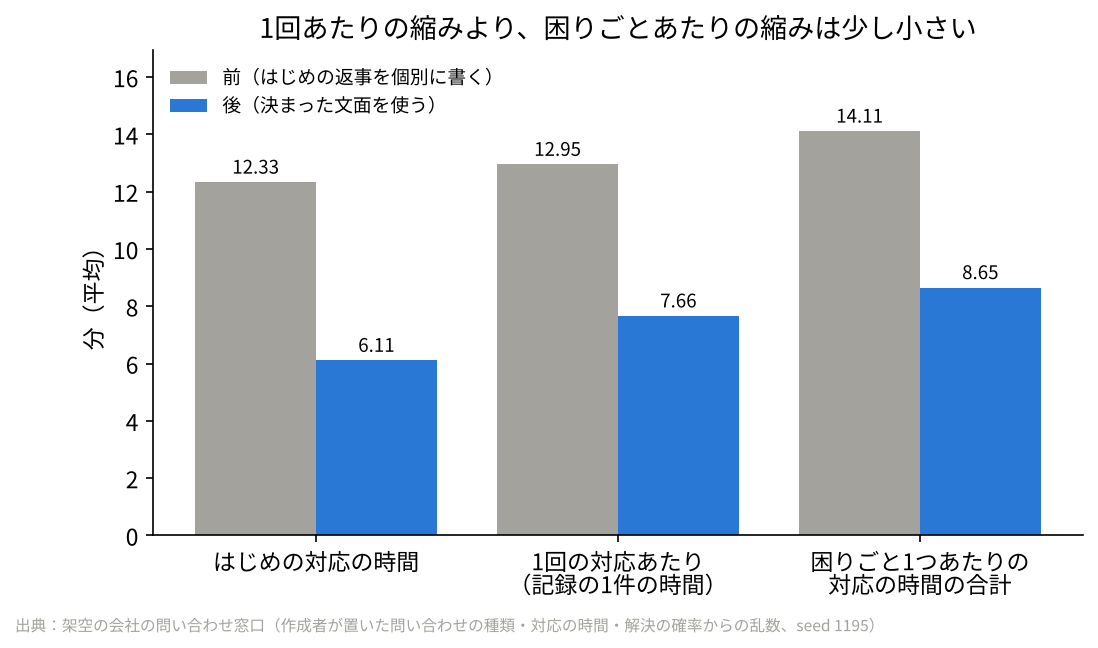 1回あたりの縮みより、困りごとあたりの縮みは少し小さい
前（はじめの返事を個別に書く）
後（決まった文面を使う）
分（平均）
16
14
12
10
8
6
4
2
0
12.33
6.11
12.95
7.66
14.11
8.65
はじめの対応の時間
1回の対応あたり
（記録の1件の時間）
困りごと1つあたりの
対応の時間の合計
出典：架空の会社の問い合わせ窓口（作成者が置いた問い合わせの種類・対応の時間・解決の確率からの乱数、seed 1195）